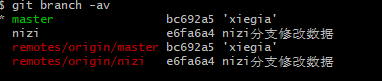 $ git branch -av
* master bc692a5 'xiegia'
nizi e6fa6a4 nizi分支修改数据
remotes/origin/master bc692a5 'xiegia'
remotes/origin/nizi e6fa6a4 nizi分支修改数据